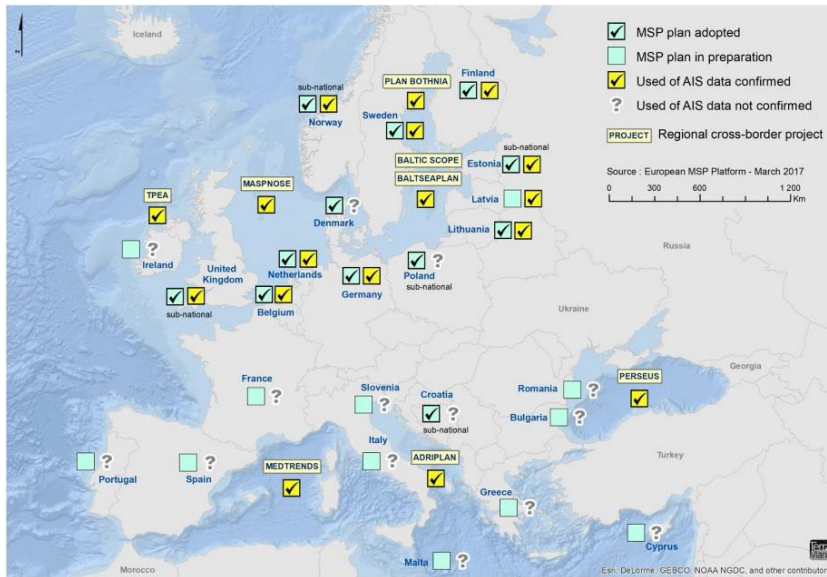 Iceland
MSP plan adopted
MSP plan in preparation
Used of AIS data confirmed
? Used of AIS data not confirmed
PROJECT Regional cross-border project
Source : European MSP Platform - March 2017
0 300 600 1 200
Km
PLAN BOTHNIA
Finland
sub-national
Norway
Sweden
sub-national
Estonia
BALTIC SCOPE
BALTSEAPLAN
Latvia
TPEA
MASPNOSE
?
Denmark
Lithuania
Russia
?
Ireland
United
Kingdom
sub-national
Netherlands
Belgium
Germany
?
Poland
sub-national
Ukraine
France
?
Slovenia
?
Croatia
?
sub-national
Romania
?
Bulgaria
?
PERSEUS
Georgia
Italy
?
?
Portugal
?
Spain
MEDTRENDS
ADRIPLAN
Turkey
Greece
?
?
Cyprus
Morocco
Malta
?
Esri, DeLorme, GEBCO, NOAA NGDC, and other contributor